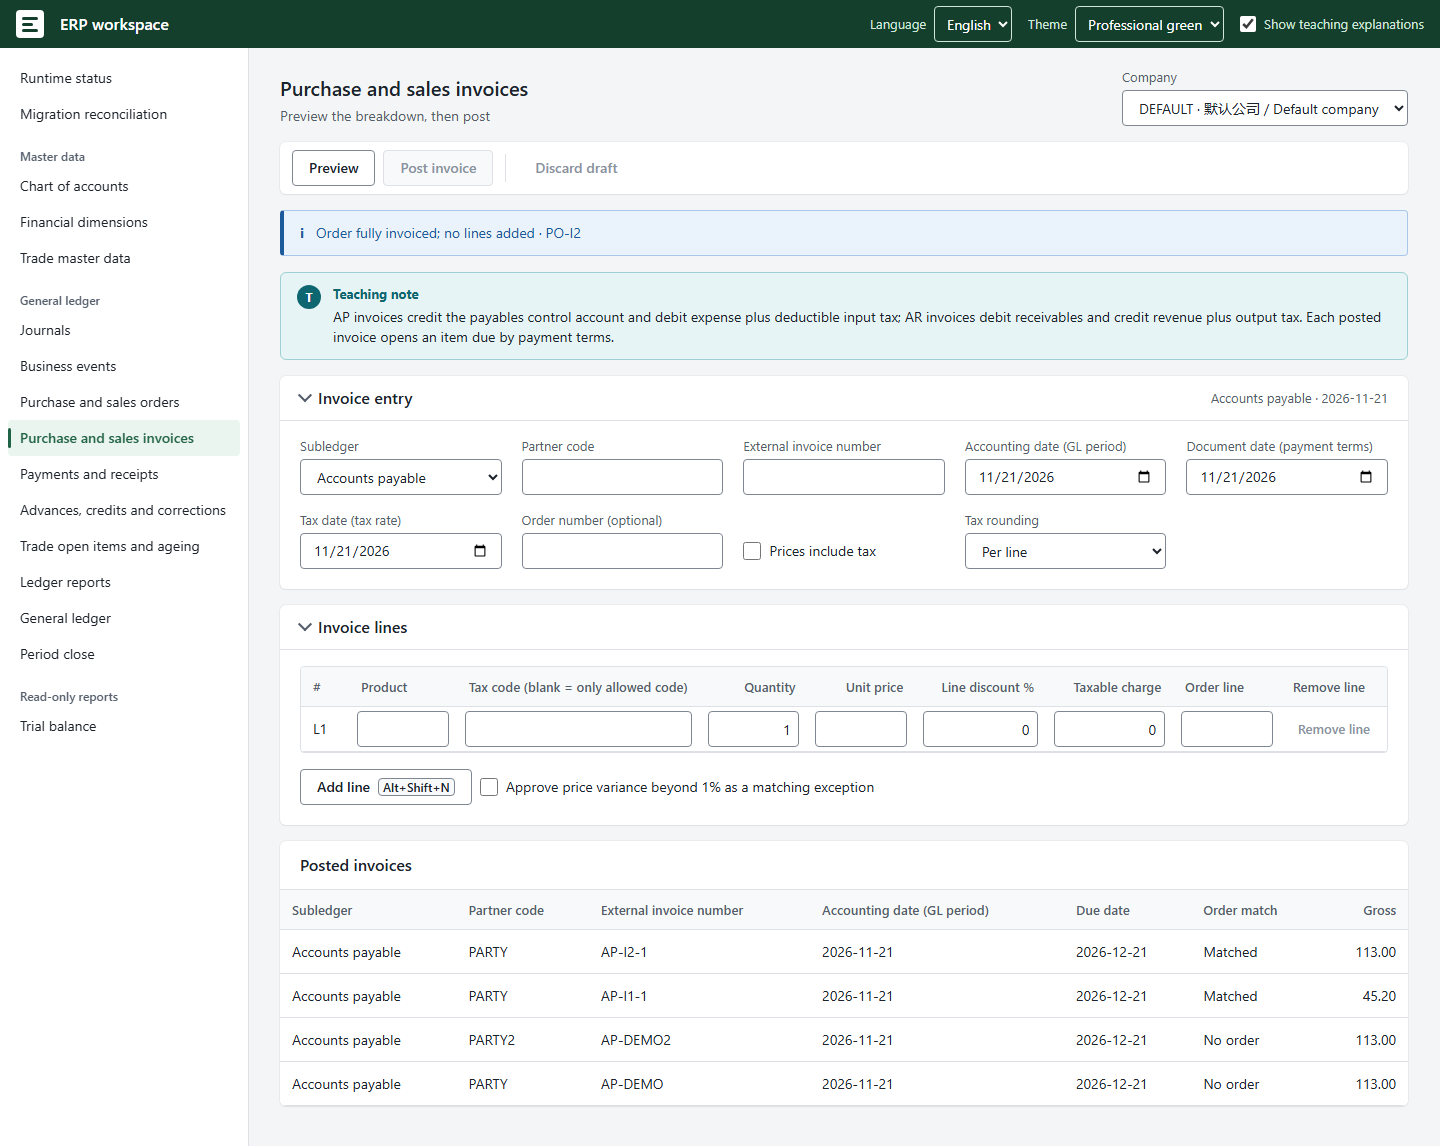 ERP workspace
Language English Theme Professional green Show teaching explanations
Runtime status
Migration reconciliation
Master data
Chart of accounts
Financial dimensions
Trade master data
General ledger
Journals
Business events
Purchase and sales orders
Purchase and sales invoices
Payments and receipts
Advances, credits and corrections
Trade open items and ageing
Ledger reports
General ledger
Period close
Read-only reports
Trial balance
Purchase and sales invoices
Preview the breakdown, then post
Company
DEFAULT · 默认公司 / Default company
Preview Post invoice Discard draft
i Order fully invoiced; no lines added · PO-I2
T Teaching note
AP invoices credit the payables control account and debit expense plus deductible input tax; AR invoices debit receivables and credit revenue plus output tax. Each posted
invoice opens an item due by payment terms.
Invoice entry Accounts payable · 2026-11-21
Subledger Partner code External invoice number Accounting date (GL period) Document date (payment terms)
Accounts payable 11/21/2026 11/21/2026
Tax date (tax rate) Order number (optional) Tax rounding
11/21/2026 Prices include tax Per line
Invoice lines
# Product Tax code (blank = only allowed code) Quantity Unit price Line discount % Taxable charge Order line Remove line
L1 1 0 0 Remove line
Add line Alt+Shift+N Approve price variance beyond 1% as a matching exception
Posted invoices
Subledger Partner code External invoice number Accounting date (GL period) Due date Order match Gross
Accounts payable PARTY AP-I2-1 2026-11-21 2026-12-21 Matched 113.00
Accounts payable PARTY AP-I1-1 2026-11-21 2026-12-21 Matched 45.20
Accounts payable PARTY2 AP-DEMO2 2026-11-21 2026-12-21 No order 113.00
Accounts payable PARTY AP-DEMO 2026-11-21 2026-12-21 No order 113.00